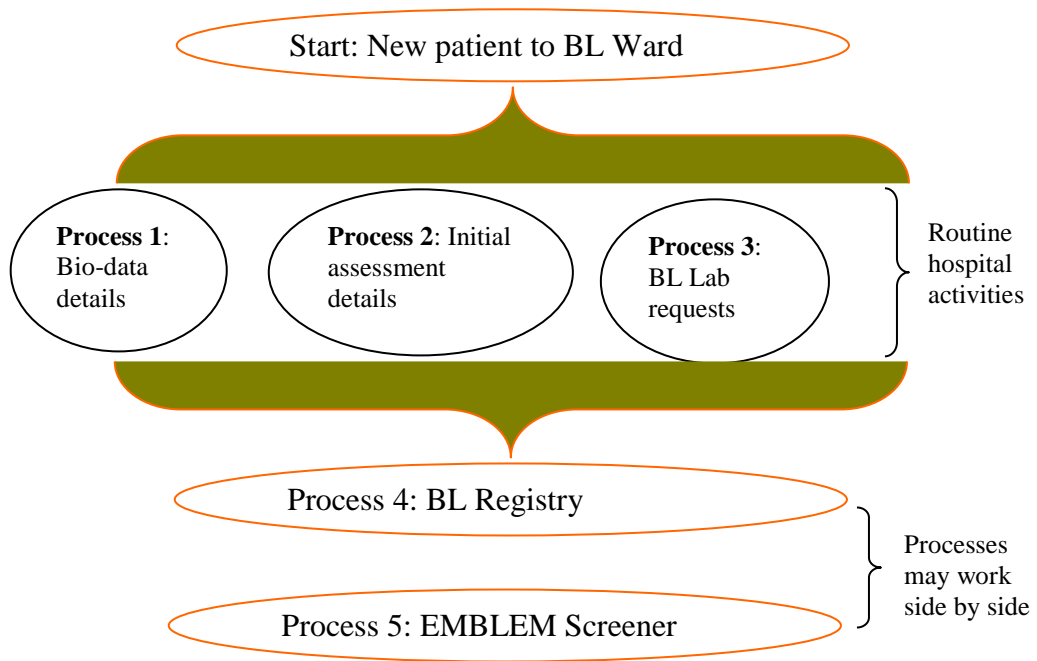 Start: New patient to BL Ward
Process 1:
Bio-data
details
Process 2: Initial
assessment
details
Process 3:
BL Lab
requests
Routine
hospital
activities
Process 4: BL Registry
Process 5: EMBLEM Screener
Processes
may work
side by side